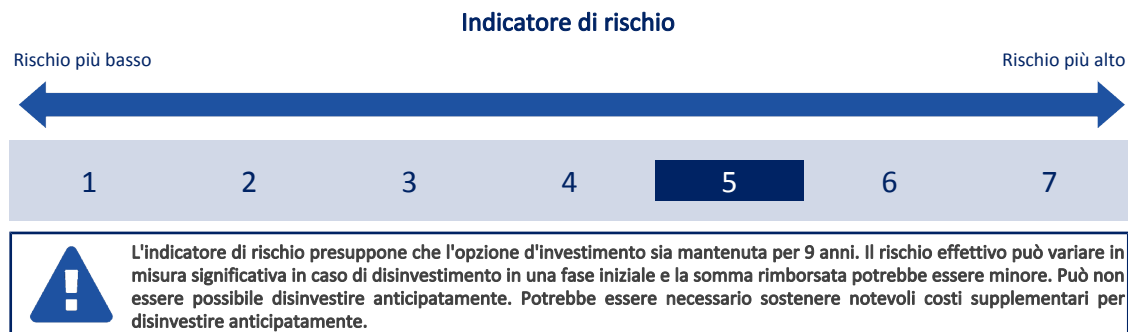 Indicatore di rischio
Rischio più basso
Rischio più alto
1 2 3 4 5 6 7
L'indicatore di rischio presuppone che l'opzione d'investimento sia mantenuta per 9 anni. Il rischio effettivo può variare in
misura significativa in caso di disinvestimento in una fase iniziale e la somma rimborsata potrebbe essere minore. Può non
essere possibile disinvestire anticipatamente. Potrebbe essere necessario sostenere notevoli costi supplementari per
disinvestire anticipatamente.